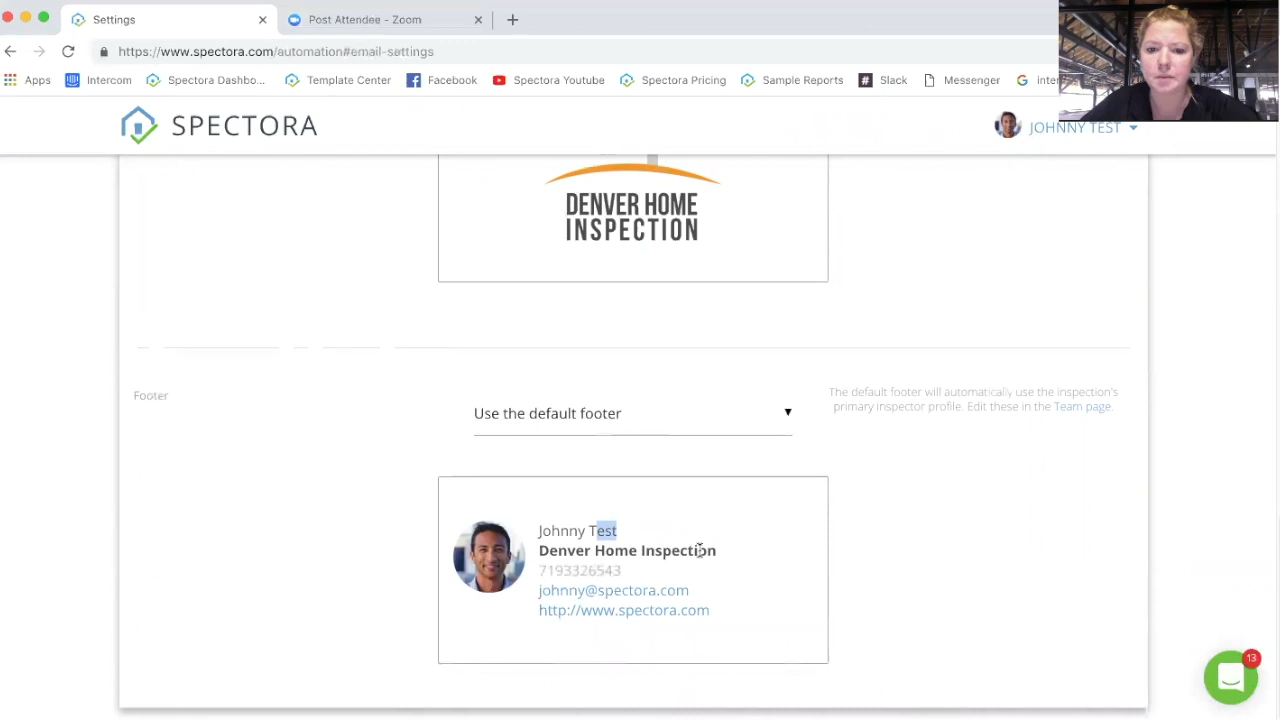 Settings
Post Attendee - Zoom
https://www.spectora.com/automation#email-settings
Apps
Intercom
Spectora Dashbo...
Template Center
Facebook
Spectora Youtube
Spectora Pricing
Sample Reports
Slack
Messenger
SPECTORA
JOHNNY TEST
DENVER HOME
INSPECTION
Footer
Use the default footer
The default footer will automatically use the inspection's
primary inspector profile. Edit these in the Team page.
Johnny Test
Denver Home Inspection
7193326543
johnny@spectora.com
http://www.spectora.com
13